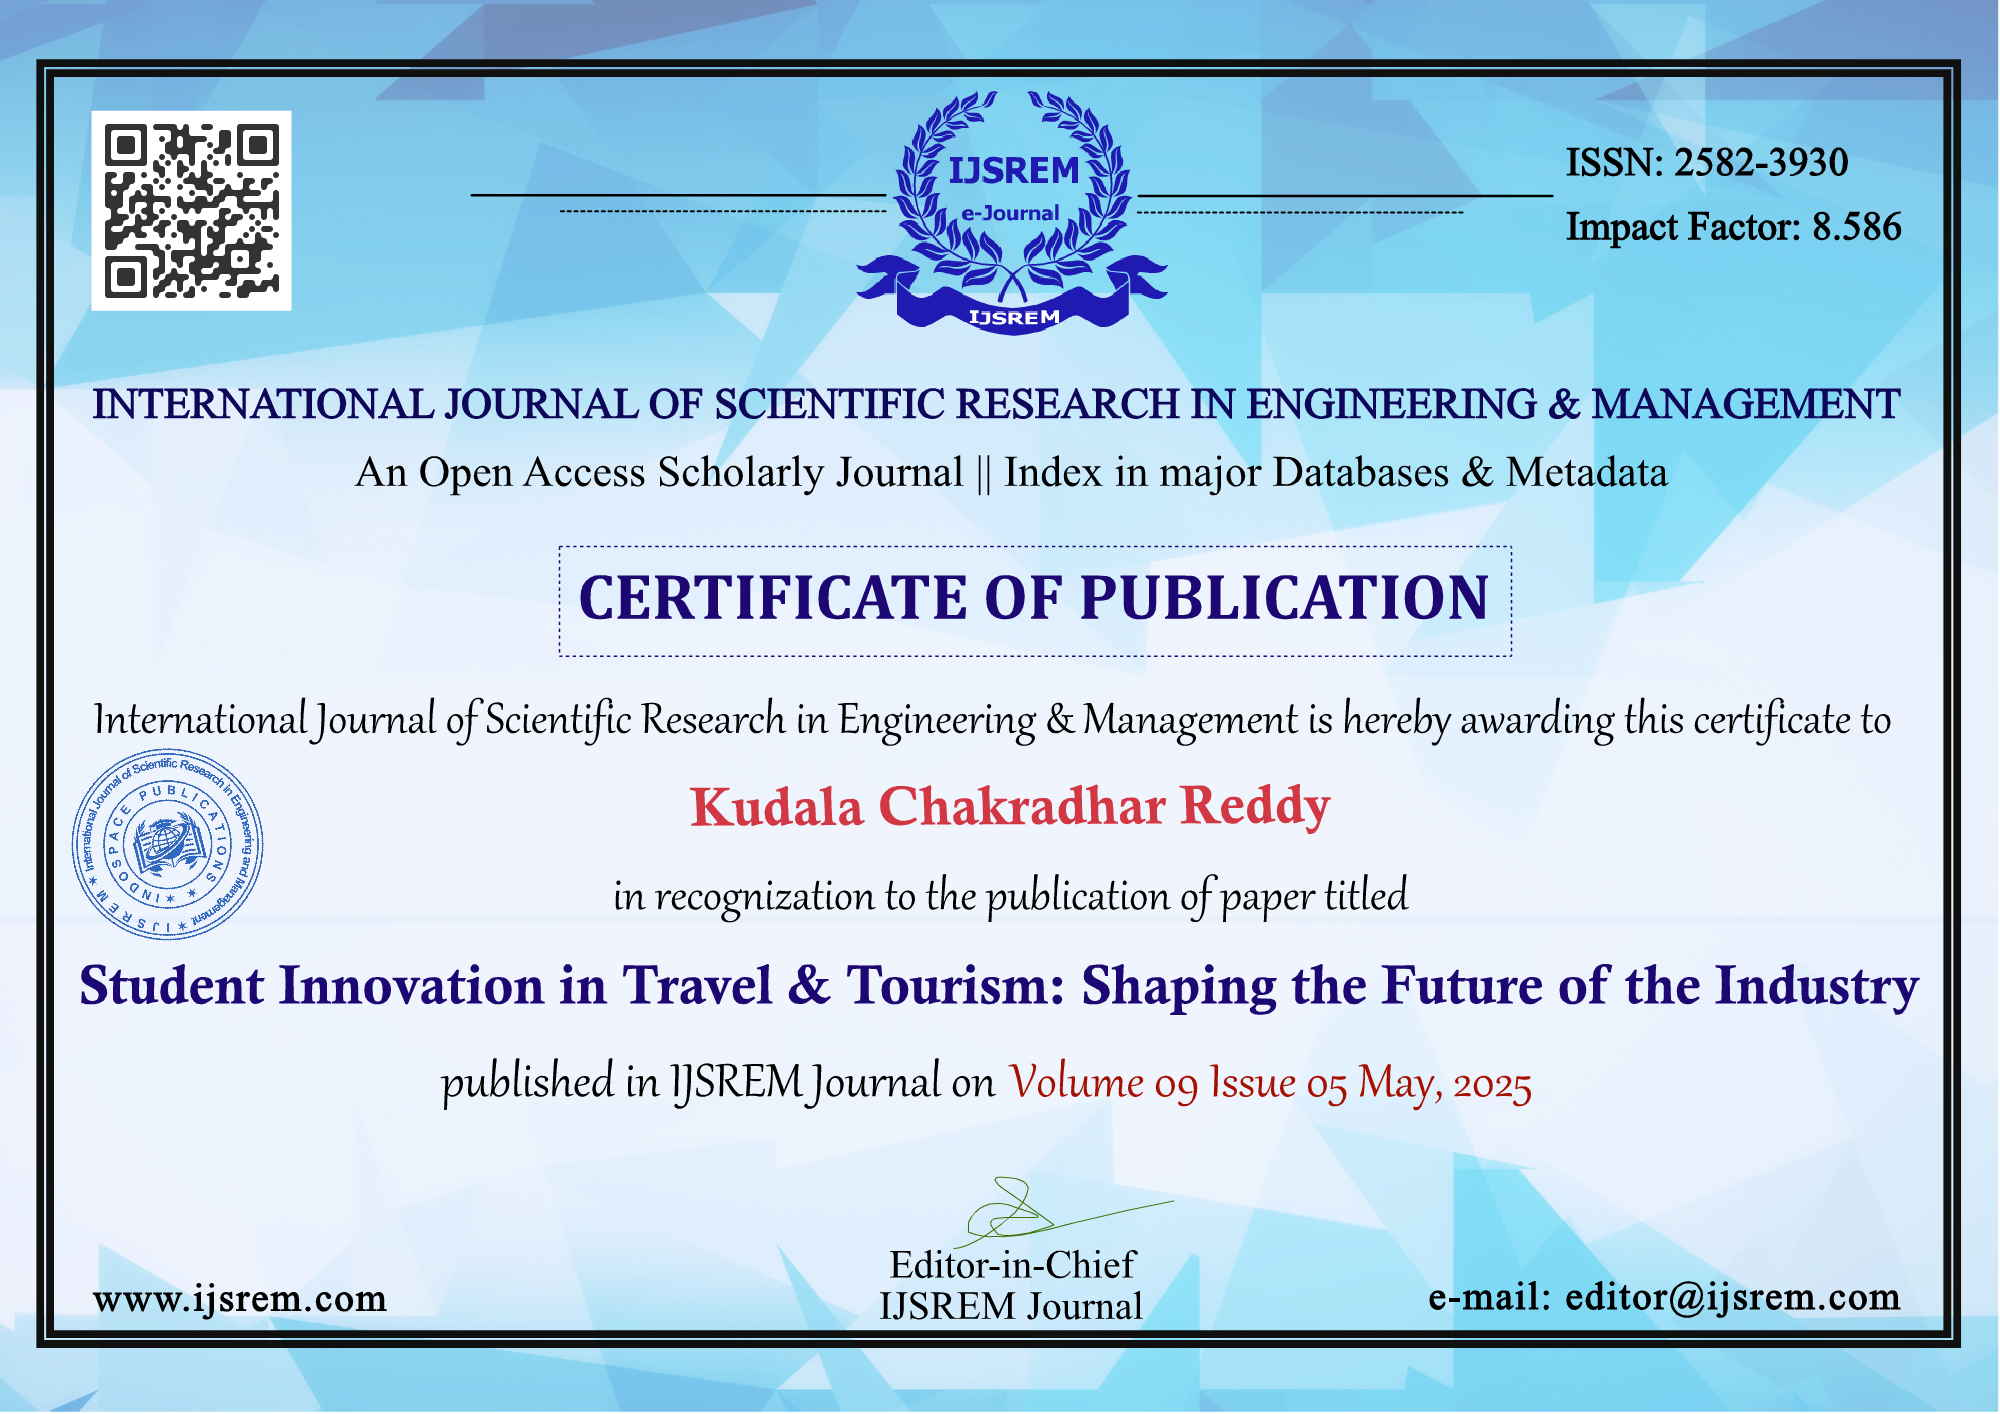 IJSREM
e-Journal
IJSREM
ISSN: 2582-3930
Impact Factor: 8.586
INTERNATIONAL JOURNAL OF SCIENTIFIC RESEARCH IN ENGINEERING & MANAGEMENT
An Open Access Scholarly Journal || Index in major Databases & Metadata
CERTIFICATE OF PUBLICATION
International Journal of Scientific Research in Engineering & Management is hereby awarding this certificate to
Kudala Chakradhar Reddy
International Journal of Scientific Research in Engineering and Management ✶ IJSREM ✶
INDOSPACE PUBLICATIONS ✶ ✶
in recognization to the publication of paper titled
Student Innovation in Travel & Tourism: Shaping the Future of the Industry
published in IJSREM Journal on Volume 09 Issue 05 May, 2025
Editor-in-Chief
IJSREM Journal
www.ijsrem.com
e-mail: editor@ijsrem.com